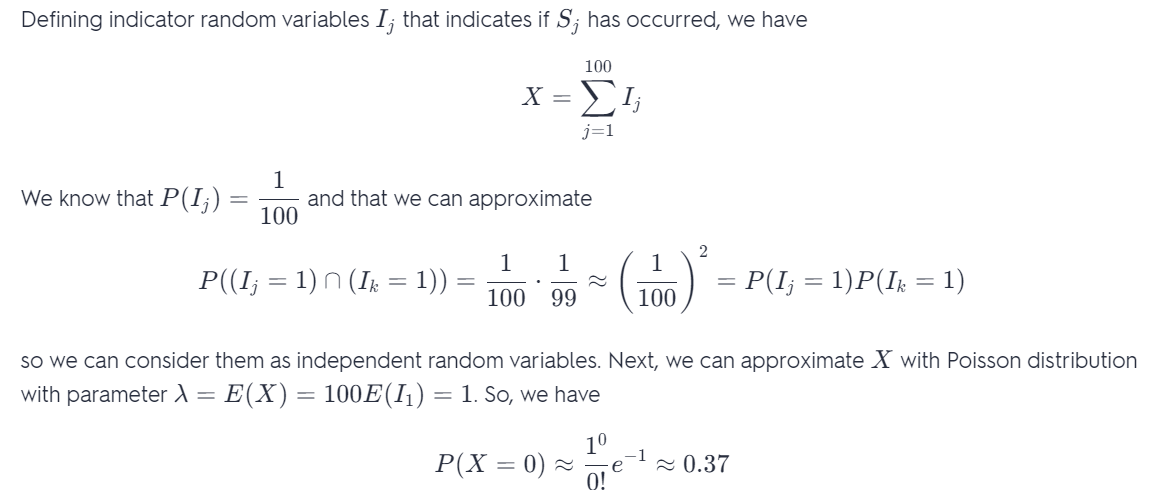 Defining indicator random variables $I_j$ that indicates if $S_j$ has occurred, we have
$$X = \sum_{j=1}^{100} I_j$$
We know that $P(I_j) = \frac{1}{100}$ and that we can approximate
$$P((I_j = 1) \cap (I_k = 1)) = \frac{1}{100} \cdot \frac{1}{99} \approx \left(\frac{1}{100}\right)^2 = P(I_j = 1)P(I_k = 1)$$
so we can consider them as independent random variables. Next, we can approximate $X$ with Poisson distribution
with parameter $\lambda = E(X) = 100E(I_1) = 1$. So, we have
$$P(X = 0) \approx \frac{1^0}{0!}e^{-1} \approx 0.37$$